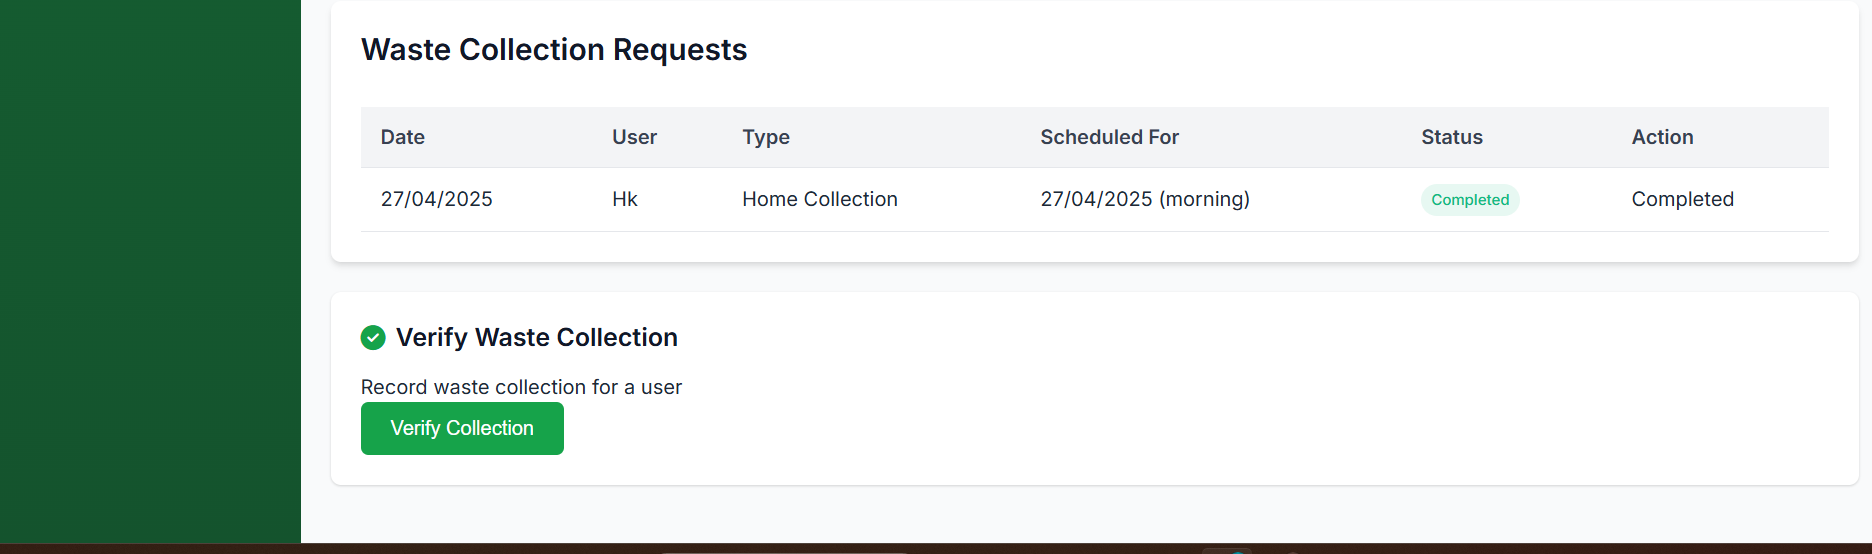 Waste Collection Requests
Date User Type Scheduled For Status Action
27/04/2025 Hk Home Collection 27/04/2025 (morning) Completed Completed
Verify Waste Collection
Record waste collection for a user
Verify Collection